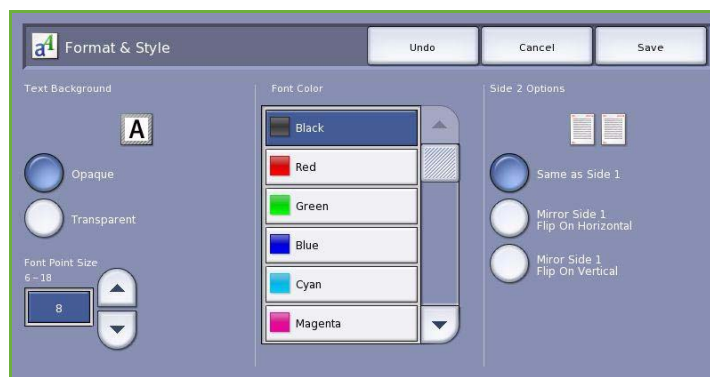 Format & Style
Undo
Cancel
Save
Text Background
A
Opaque
Transparent
Font Point Size
6 - 18
8
Font Color
Black
Red
Green
Blue
Cyan
Magenta
Side 2 Options
Same as Side 1
Mirror Side 1
Flip On Horizontal
Miror Side 1
Flip On Vertical